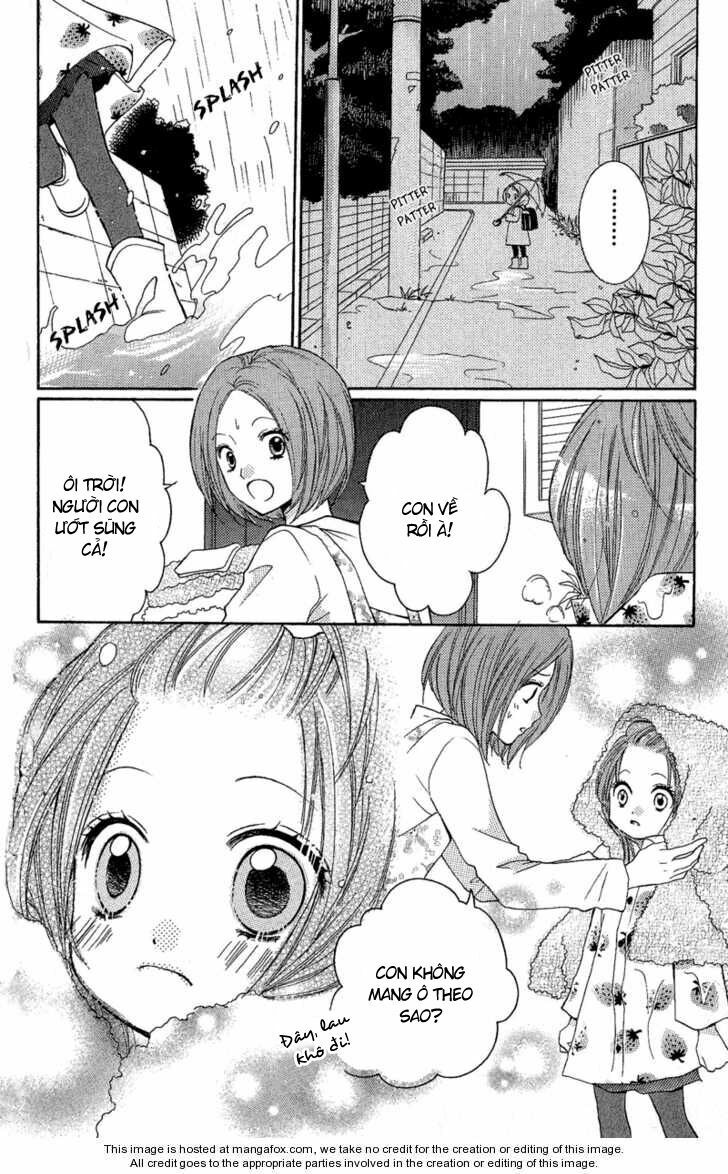 PITTER
PATTER
PITTER
PATTER
.........
SPLASH
SPLASH
CON VỀ
RỒI À!
ÔI TRỜI!
NGƯỜI CON
ƯỚT SŨNG
CẢ!
CON KHÔNG
MANG Ô THEO
SAO?
Đây, lau
khô đi!
This image is hosted at mangafox.com, we take no credit for the creation or editing of this image.
All credit goes to the appropriate parties involved in creation or editing of this image.